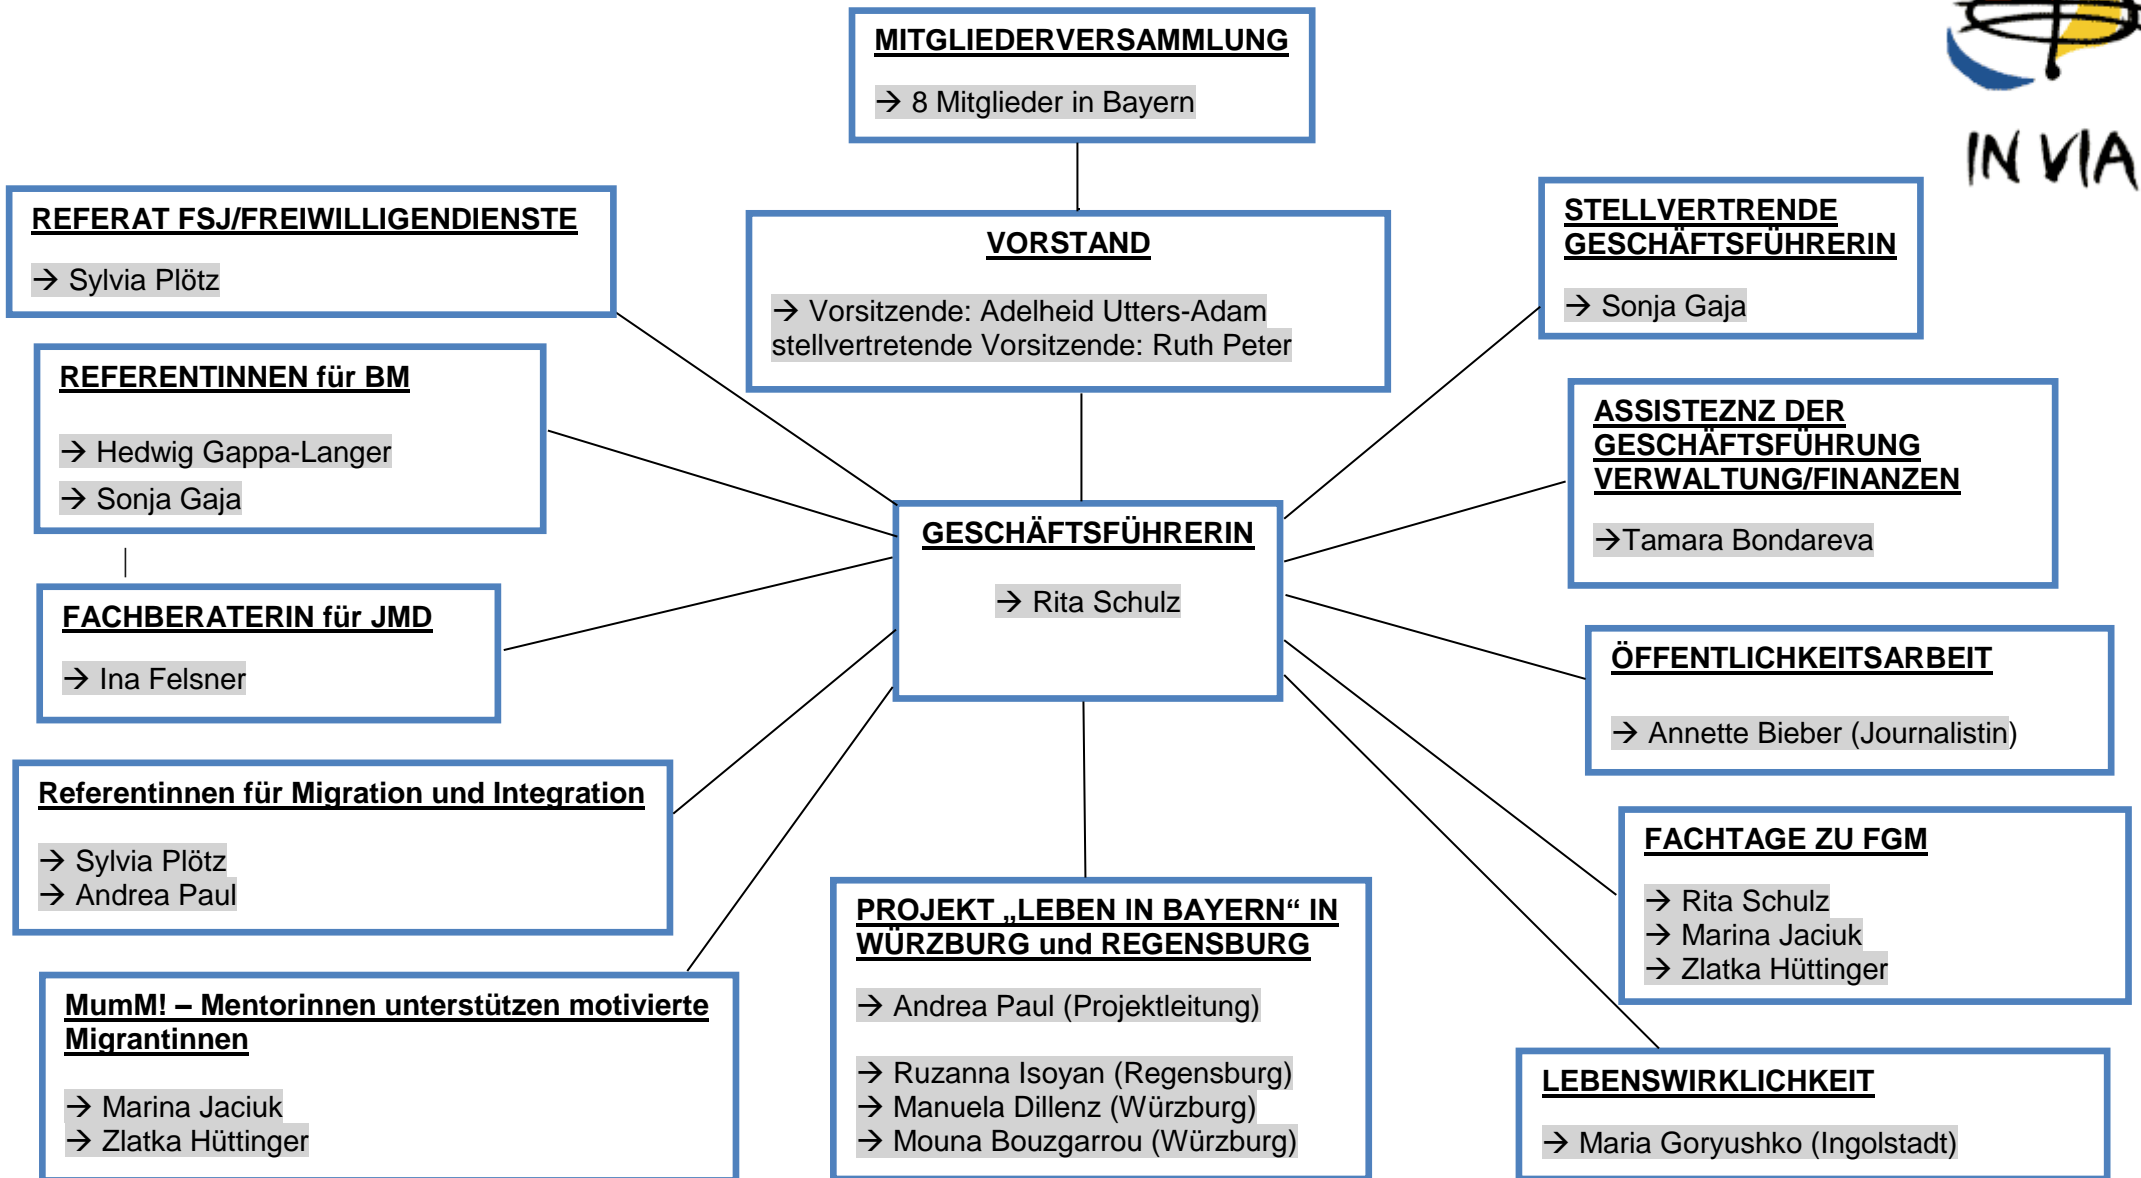 MITGLIEDERVERSAMMLUNG
→ 8 Mitglieder in Bayern
IN VIA
REFERAT FSJ/FREIWILLIGENDIENSTE
→ Sylvia Plötz
VORSTAND
→ Vorsitzende: Adelheid Utters-Adam
stellvertretende Vorsitzende: Ruth Peter
STELLVERTRENDE
GESCHÄFTSFÜHRERIN
→ Sonja Gaja
REFERENTINNEN für BM
→ Hedwig Gappa-Langer
→ Sonja Gaja
ASSISTEZNZ DER
GESCHÄFTSFÜHRUNG
VERWALTUNG/FINANZEN
→Tamara Bondareva
GESCHÄFTSFÜHRERIN
→ Rita Schulz
FACHBERATERIN für JMD
→ Ina Felsner
ÖFFENTLICHKEITSARBEIT
→ Annette Bieber (Journalistin)
Referentinnen für Migration und Integration
→ Sylvia Plötz
→ Andrea Paul
FACHTAGE ZU FGM
→ Rita Schulz
→ Marina Jaciuk
→ Zlatka Hüttinger
PROJEKT „LEBEN IN BAYERN“ IN
WÜRZBURG und REGENSBURG
→ Andrea Paul (Projektleitung)
→ Ruzanna Isoyan (Regensburg)
→ Manuela Dillenz (Würzburg)
→ Mouna Bouzgarrou (Würzburg)
MumM! – Mentorinnen unterstützen motivierte
Migrantinnen
→ Marina Jaciuk
→ Zlatka Hüttinger
LEBENSWIRKLICHKEIT
→ Maria Goryushko (Ingolstadt)